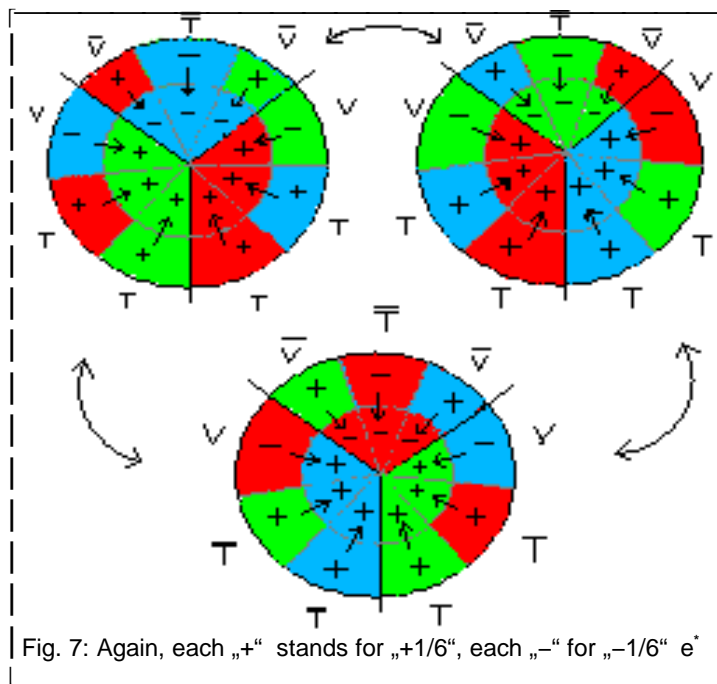 V̅ T̅ V̅ V̅ T̅ V̅
+ − + + − +
− − − − − −
V V V V
− + + − − + + −
+ + + + + + + +
T T T T
+ + + + + + + +
T T T T
V̅ T̅ V̅
+ − +
− − −
V V
− + + −
+ + + +
T T
+ + + +
T T
Fig. 7: Again, each „+“ stands for „+1/6“, each „−“ for „−1/6“ e*